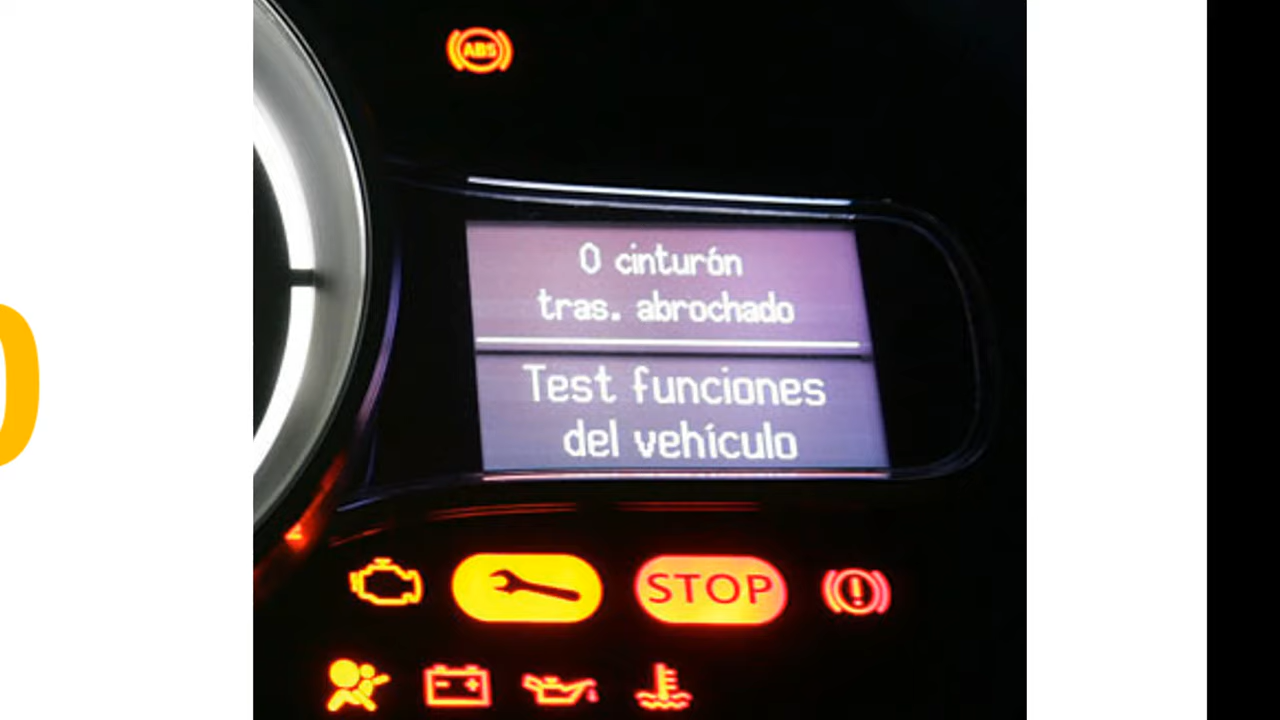 ABS
0 cinturón
tras. abrochado
Test funciones
del vehículo
STOP